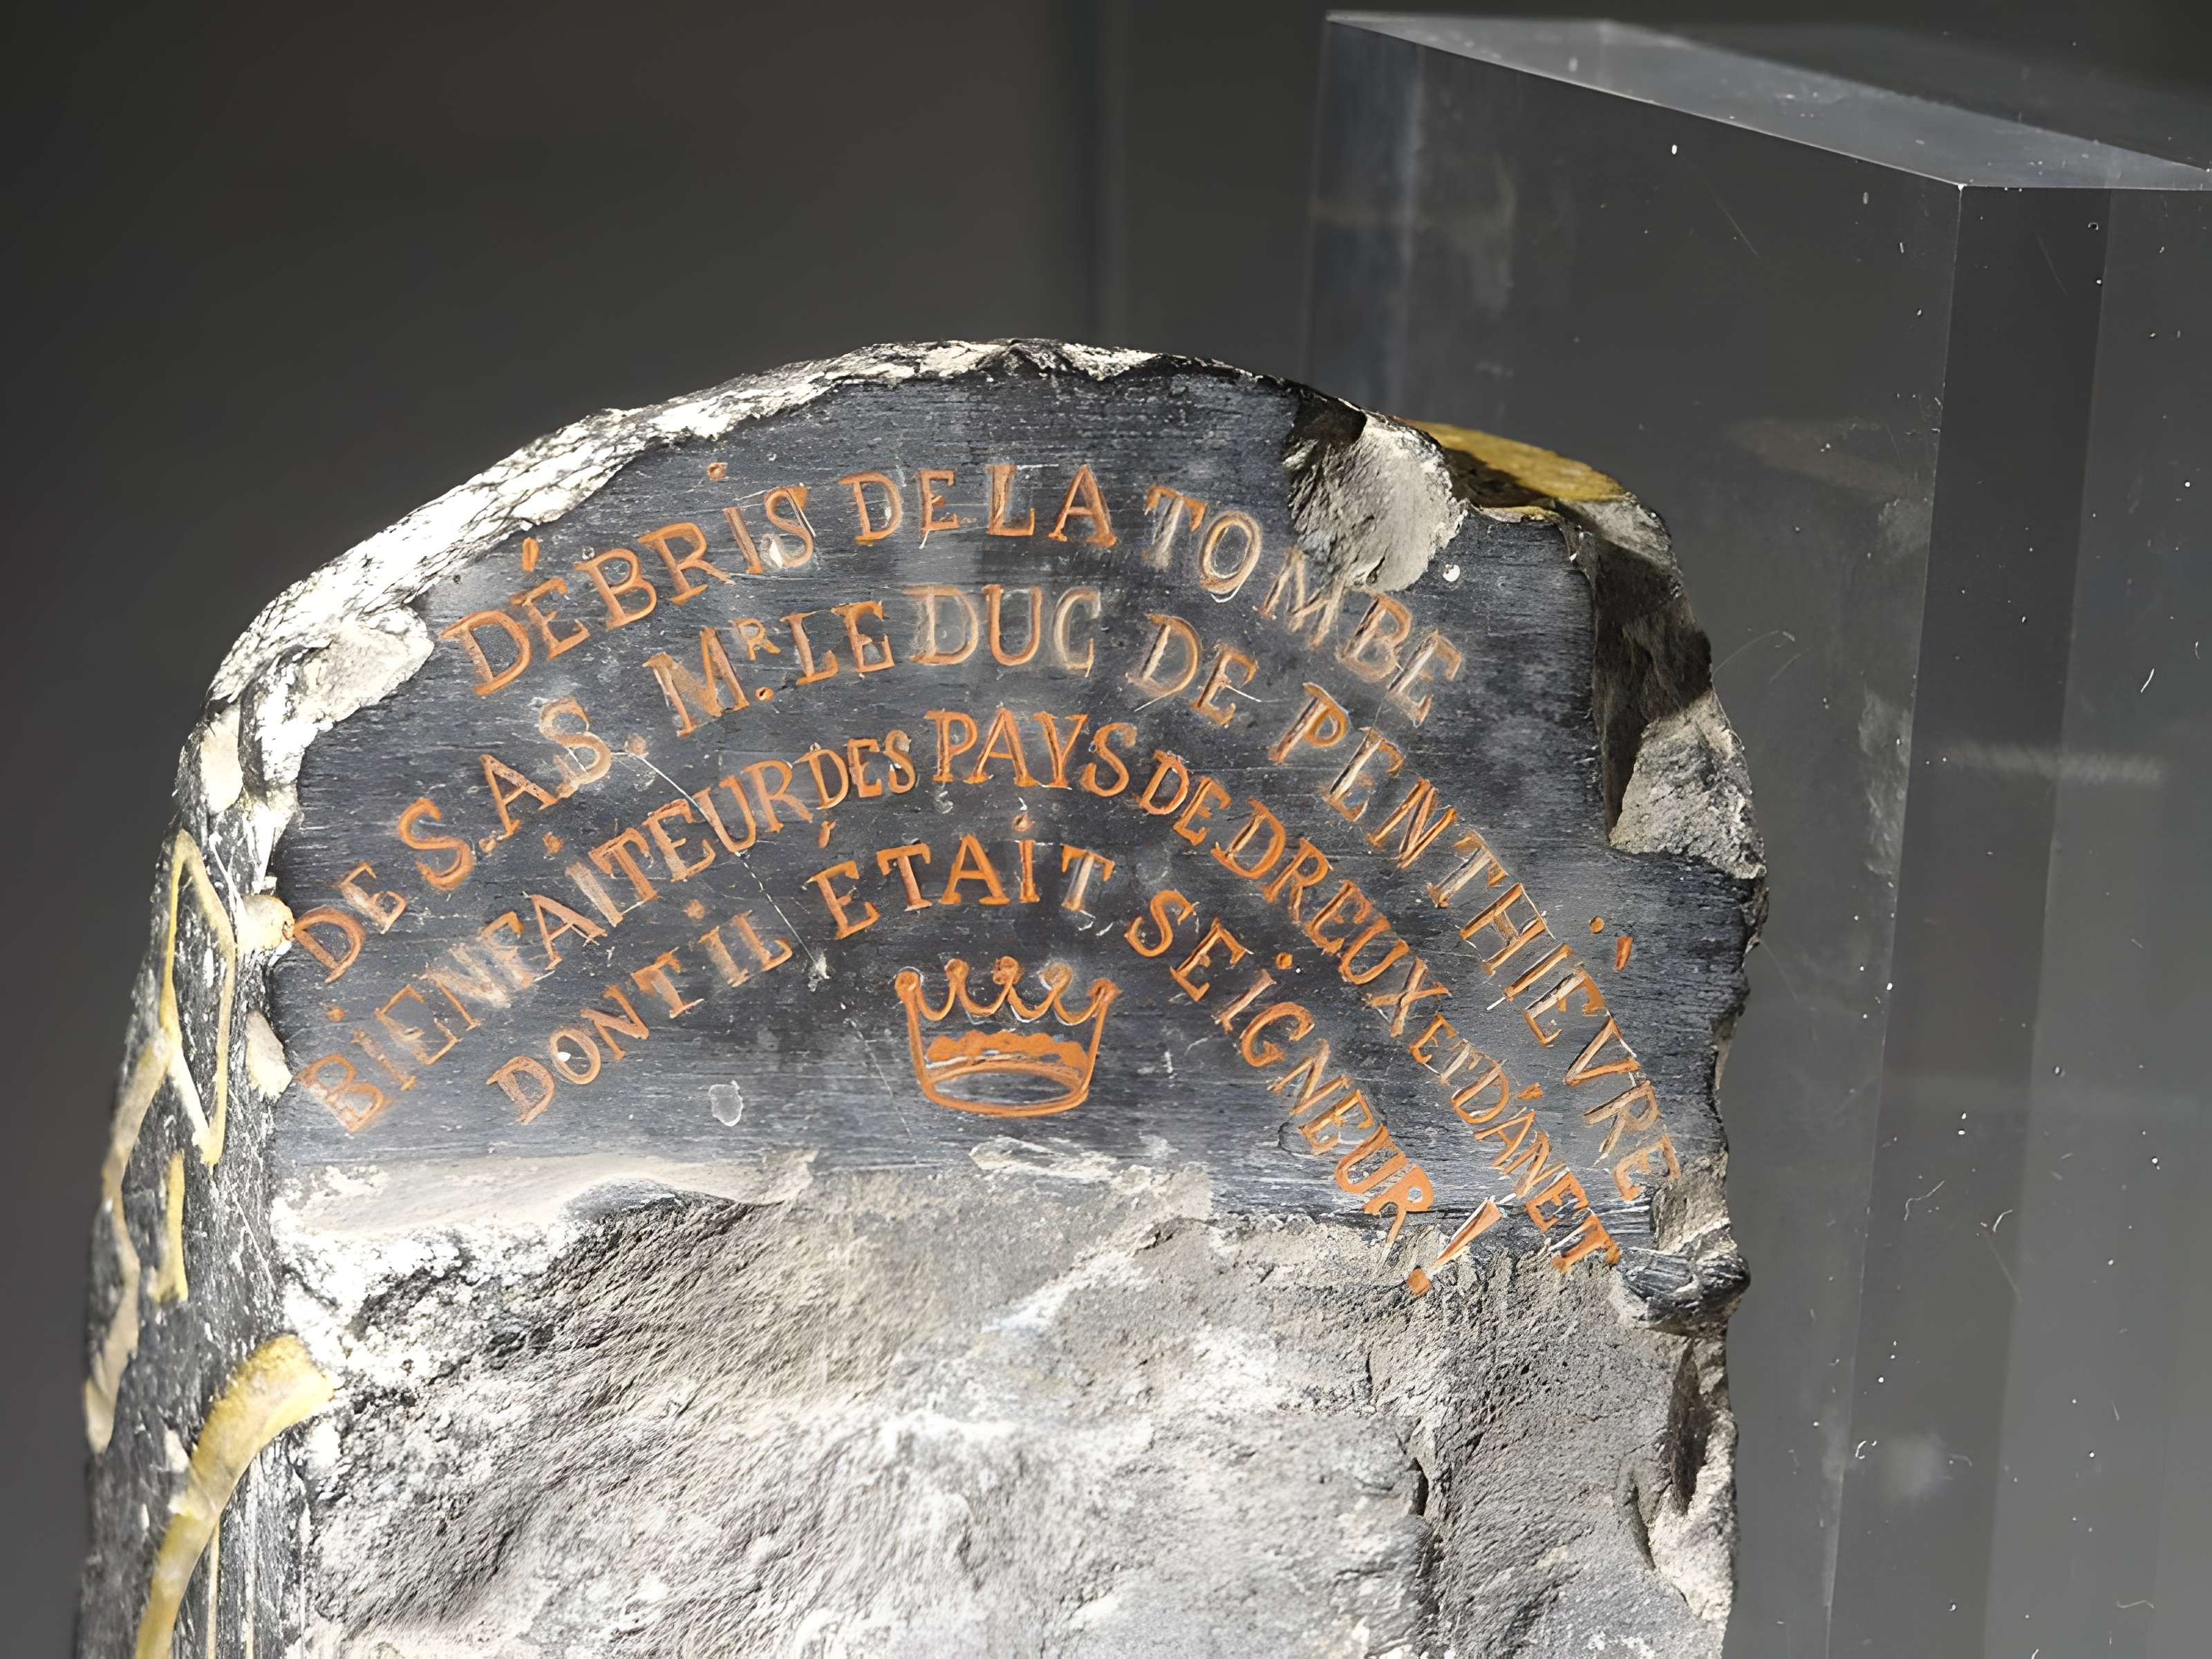 DÉBRIS DE LA TOMBE
DE S.A.S. MR. LE DUC DE PENTHIÈVRE
BIENFAITEUR DES PAYS DE DREUX ET D'ANET
DONT IL ÉTAIT SEIGNEUR !